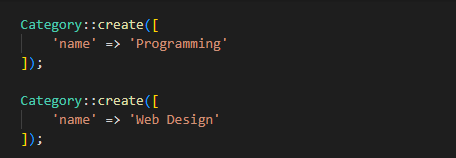 Category::create([
    'name' => 'Programming'
]);

Category::create([
    'name' => 'Web Design'
]);